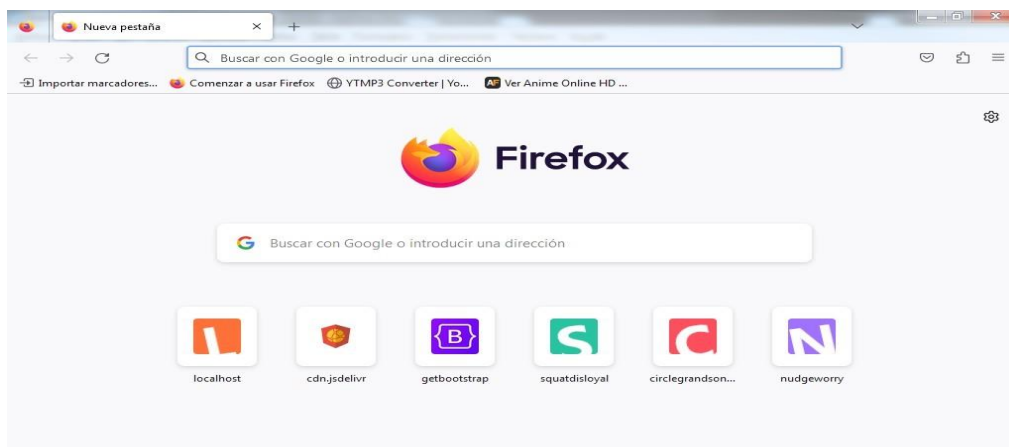 Nueva pestaña
Buscar con Google o introducir una dirección
Importar marcadores... Comenzar a usar Firefox YTMP3 Converter | Yo... AF Ver Anime Online HD ...
Firefox
Buscar con Google o introducir una dirección
L B S C N
localhost cdn.jsdelivr getbootstrap squatdisloyal circlegrandson... nudgeworry